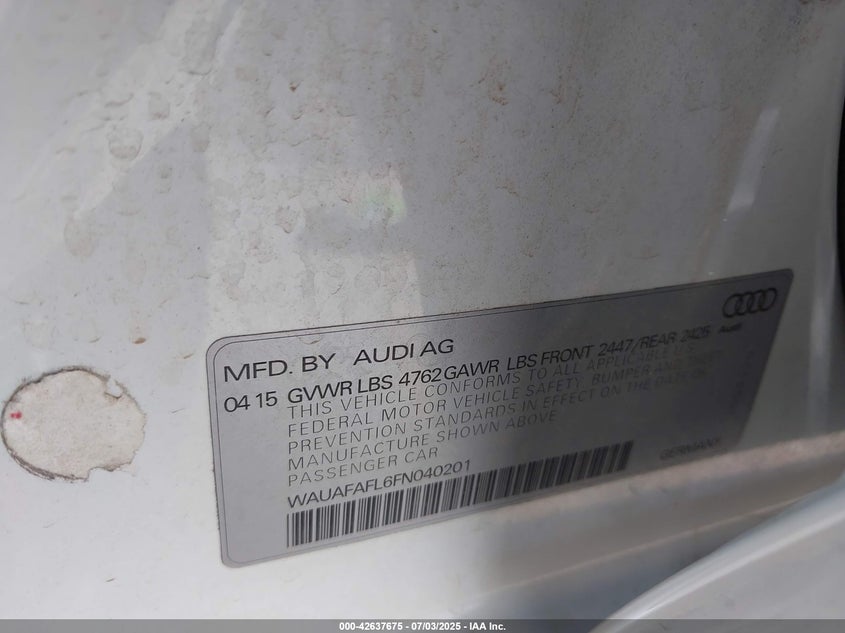 Audi
MFD. BY AUDI AG
04 15 GVWR LBS 4762 GAWR LBS FRONT 2447/REAR 2425
THIS VEHICLE CONFORMS TO ALL APPLICABLE U.S.
FEDERAL MOTOR VEHICLE SAFETY, BUMPER AND THEFT
PREVENTION STANDARDS IN EFFECT ON THE DATE OF
MANUFACTURE SHOWN ABOVE.
PASSENGER CAR
GERMANY
WAUAFAFL6FN040201
000-42637675 - 07/03/2025 - IAA Inc.